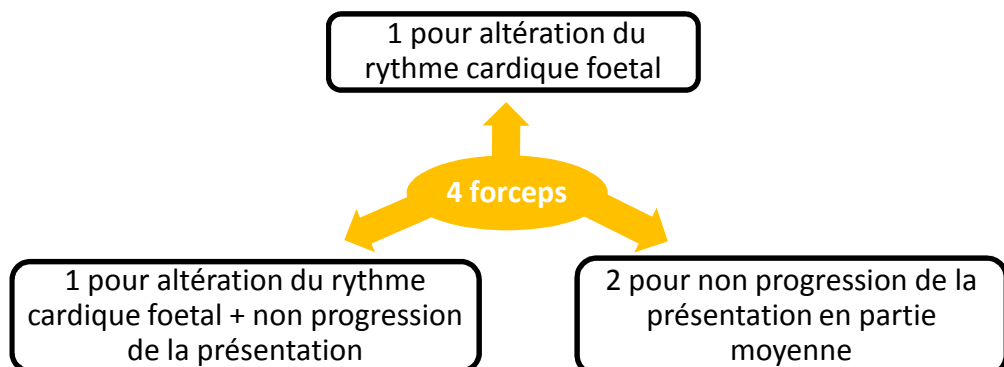 1 pour altération du
rythme cardique foetal
4 forceps
1 pour altération du rythme
cardique foetal + non progression
de la présentation
2 pour non progression de la
présentation en partie
moyenne